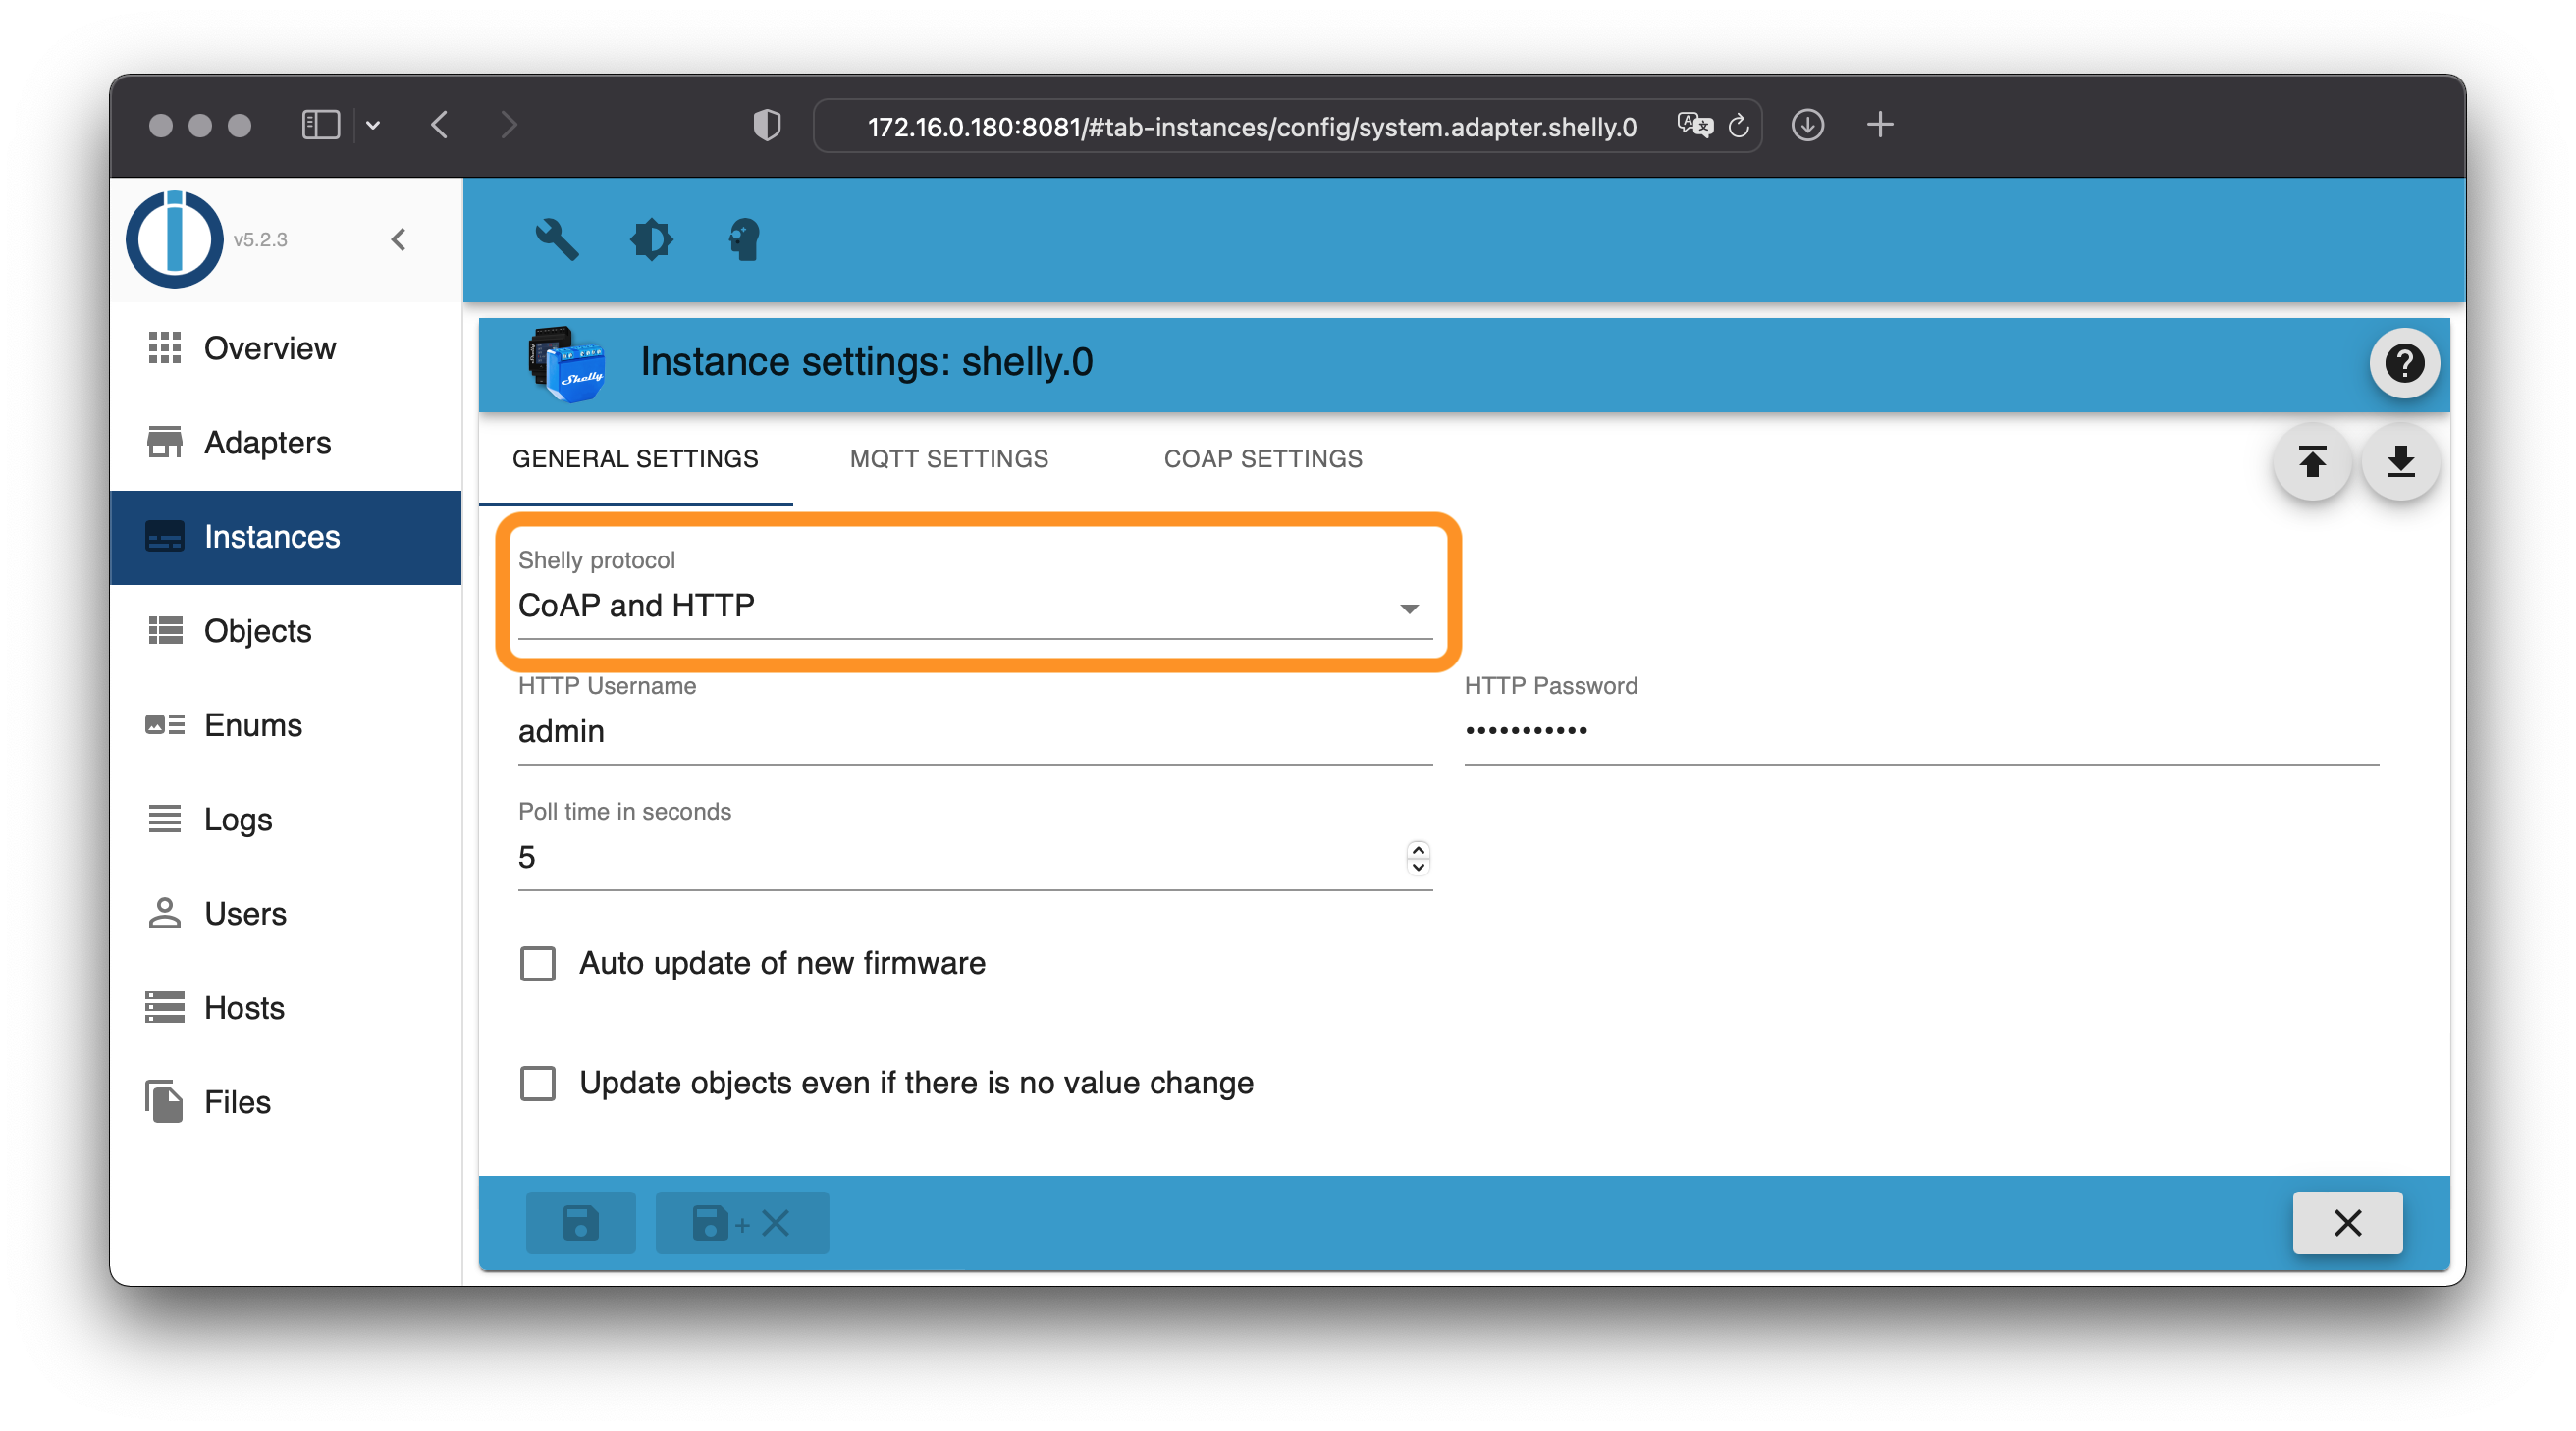 172.16.0.180:8081/#tab-instances/config/system.adapter.shelly.0
v5.2.3
Overview
Adapters
Instances
Objects
Enums
Logs
Users
Hosts
Files
Shelly
Instance settings: shelly.0
GENERAL SETTINGS
MQTT SETTINGS
COAP SETTINGS
Shelly protocol
CoAP and HTTP
HTTP Username
admin
HTTP Password
•••••••••••
Poll time in seconds
5
Auto update of new firmware
Update objects even if there is no value change